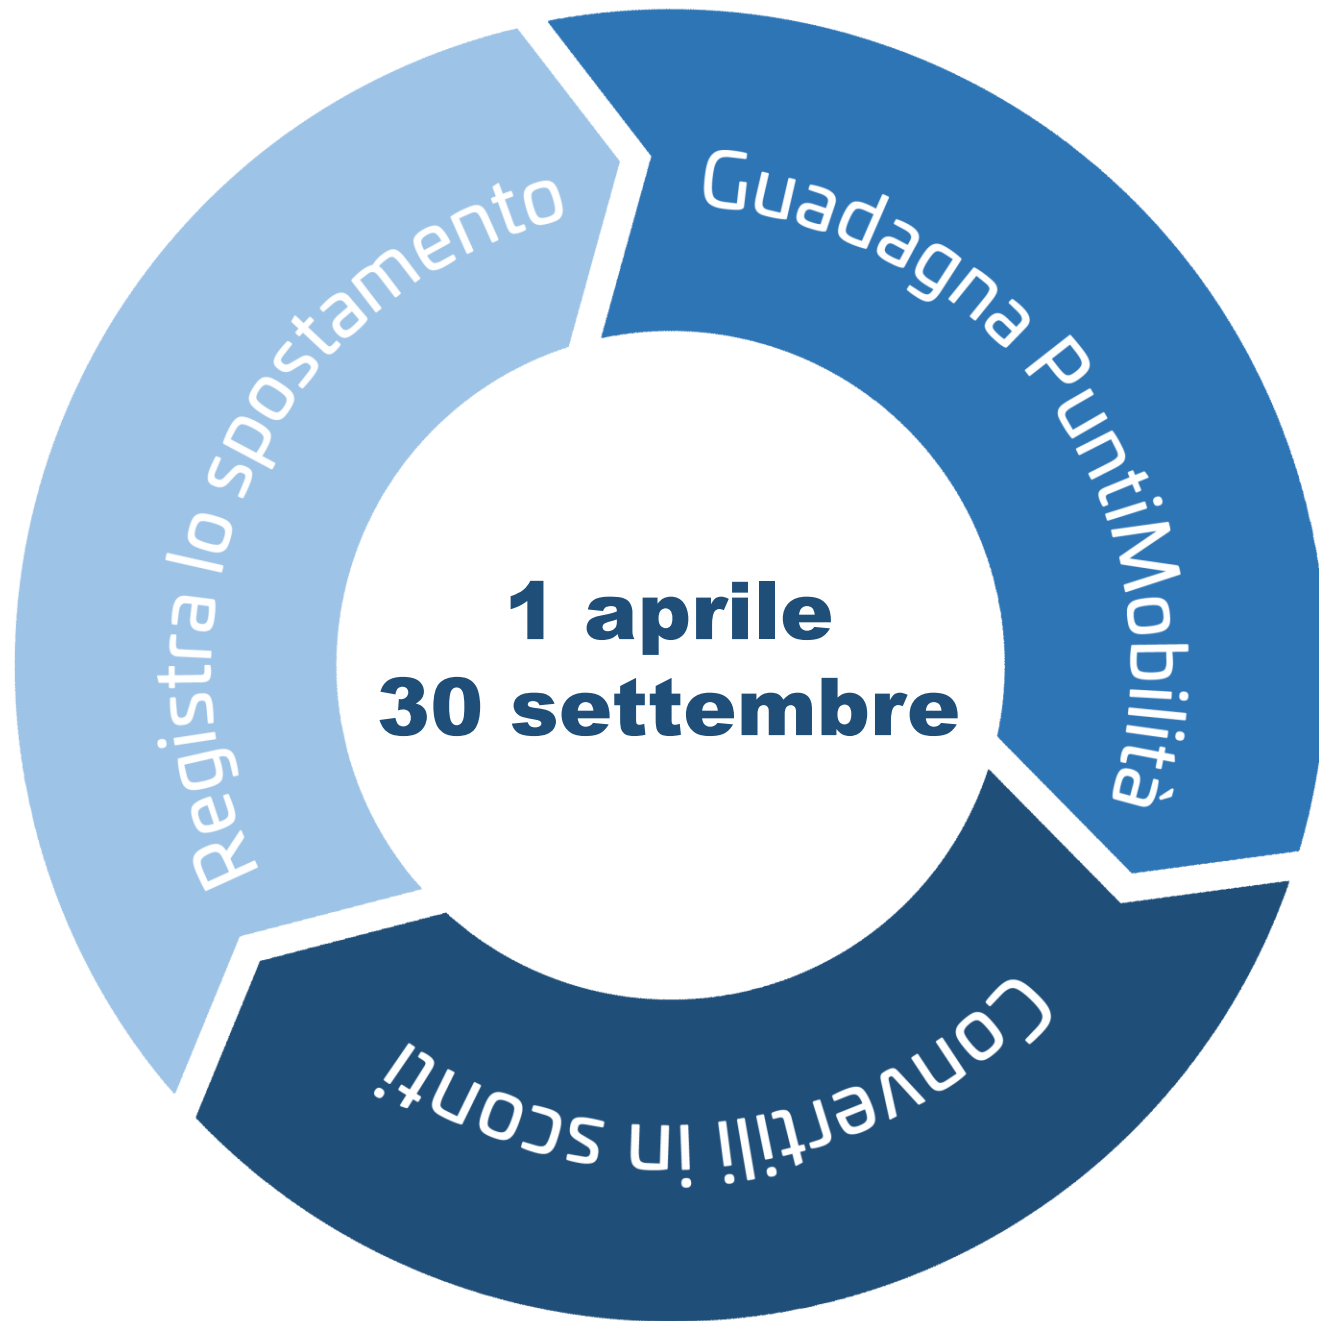 Registra lo spostamento
Guadagna PuntiMobilità
Convertili in sconti
1 aprile
30 settembre